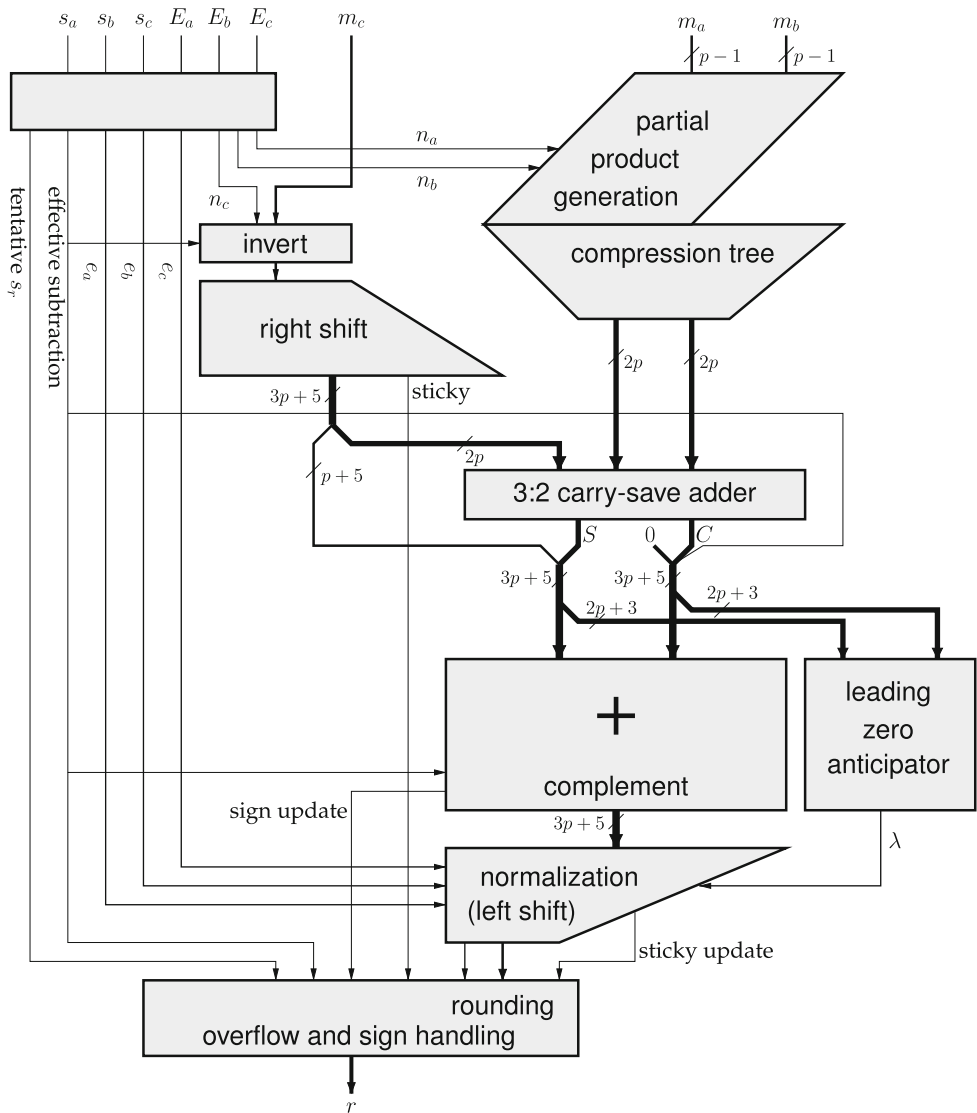 s_a s_b s_c E_a E_b E_c m_c m_a m_b
p − 1 p − 1
partial
product
generation
n_a
n_b
n_c
tentative s_r
effective subtraction
e_a
e_b
e_c
invert
compression tree
right shift
2p 2p
sticky
3p + 5
2p
p + 5
3:2 carry-save adder
S 0 C
3p + 5 3p + 5
2p + 3 2p + 3
+
complement
leading
zero
anticipator
sign update
3p + 5
λ
normalization
(left shift)
sticky update
rounding
overflow and sign handling
r